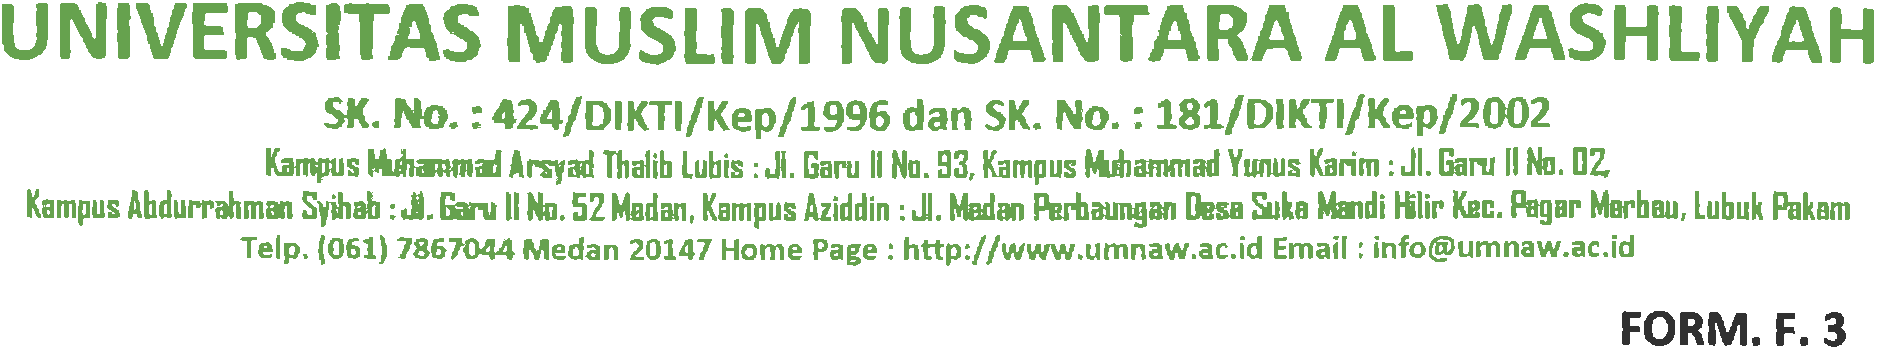 UNIVERSITAS MUSLIM NUSANTARA AL WASHLIYAH
SK. No. : 424/DIKTI/Kep/1996 dan SK. No. : 181/DIKTI/Kep/2002
Kampus Muhammad Arsyad Thalib Lubis : Jl. Garu II No. 93, Kampus Muhammad Yunus Karim : Jl. Garu II No. 02,
Kampus Abdurrahman Syihab : Jl. Garu II No. 52 Medan, Kampus Aziddin : Jl. Medan Perbaungan Desa Suka Mandi Hilir Kec. Pagar Merbau, Lubuk Pakam
Telp. (061) 7867044 Medan 20147 Home Page : http://www.umnaw.ac.id Email : info@umnaw.ac.id
FORM. F. 3